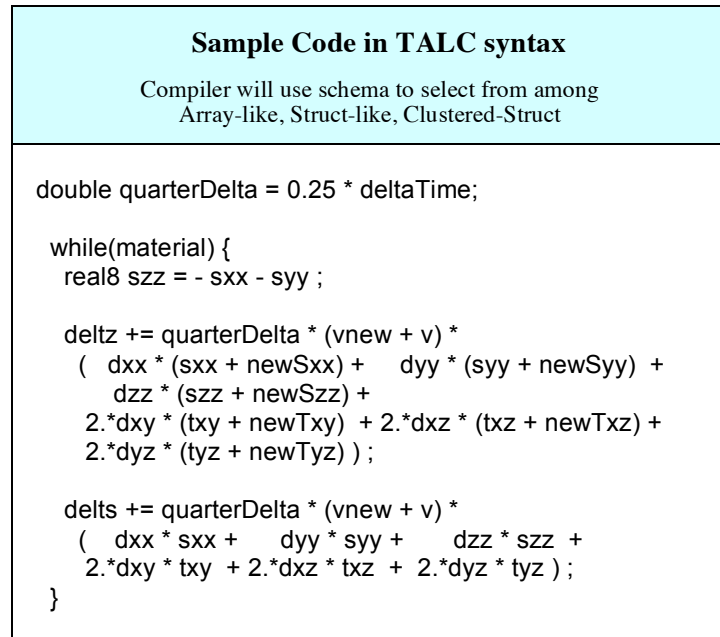 Sample Code in TALC syntax
Compiler will use schema to select from among
Array-like, Struct-like, Clustered-Struct
double quarterDelta = 0.25 * deltaTime;
while(material) {
real8 szz = - sxx - syy ;
deltz += quarterDelta * (vnew + v) *
( dxx * (sxx + newSxx) + dyy * (syy + newSyy) +
dzz * (szz + newSzz) +
2.*dxy * (txy + newTxy) + 2.*dxz * (txz + newTxz) +
2.*dyz * (tyz + newTyz) ) ;
delts += quarterDelta * (vnew + v) *
( dxx * sxx + dyy * syy + dzz * szz +
2.*dxy * txy + 2.*dxz * txz + 2.*dyz * tyz ) ;
}